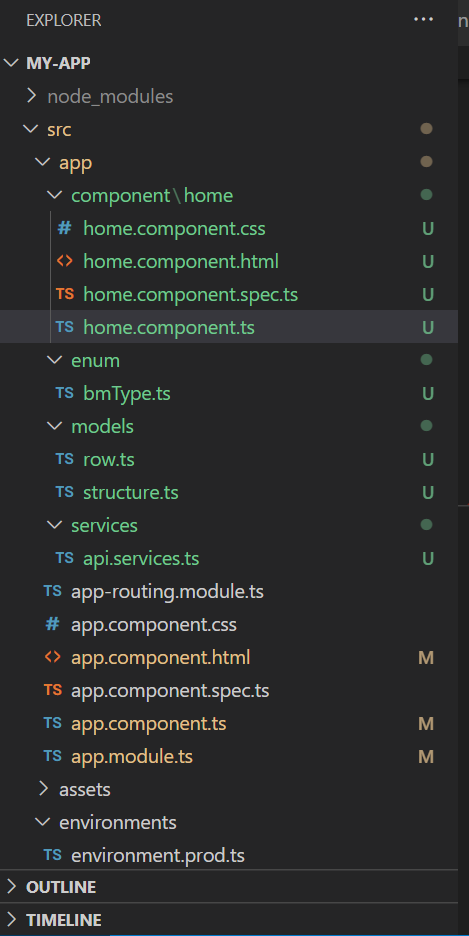 EXPLORER ···
MY-APP
node_modules
src
app
component\home
# home.component.css U
<> home.component.html U
TS home.component.spec.ts U
TS home.component.ts U
enum
TS bmType.ts U
models
TS row.ts U
TS structure.ts U
services
TS api.services.ts U
TS app-routing.module.ts
# app.component.css
<> app.component.html M
TS app.component.spec.ts
TS app.component.ts M
TS app.module.ts M
assets
environments
TS environment.prod.ts
OUTLINE
TIMELINE